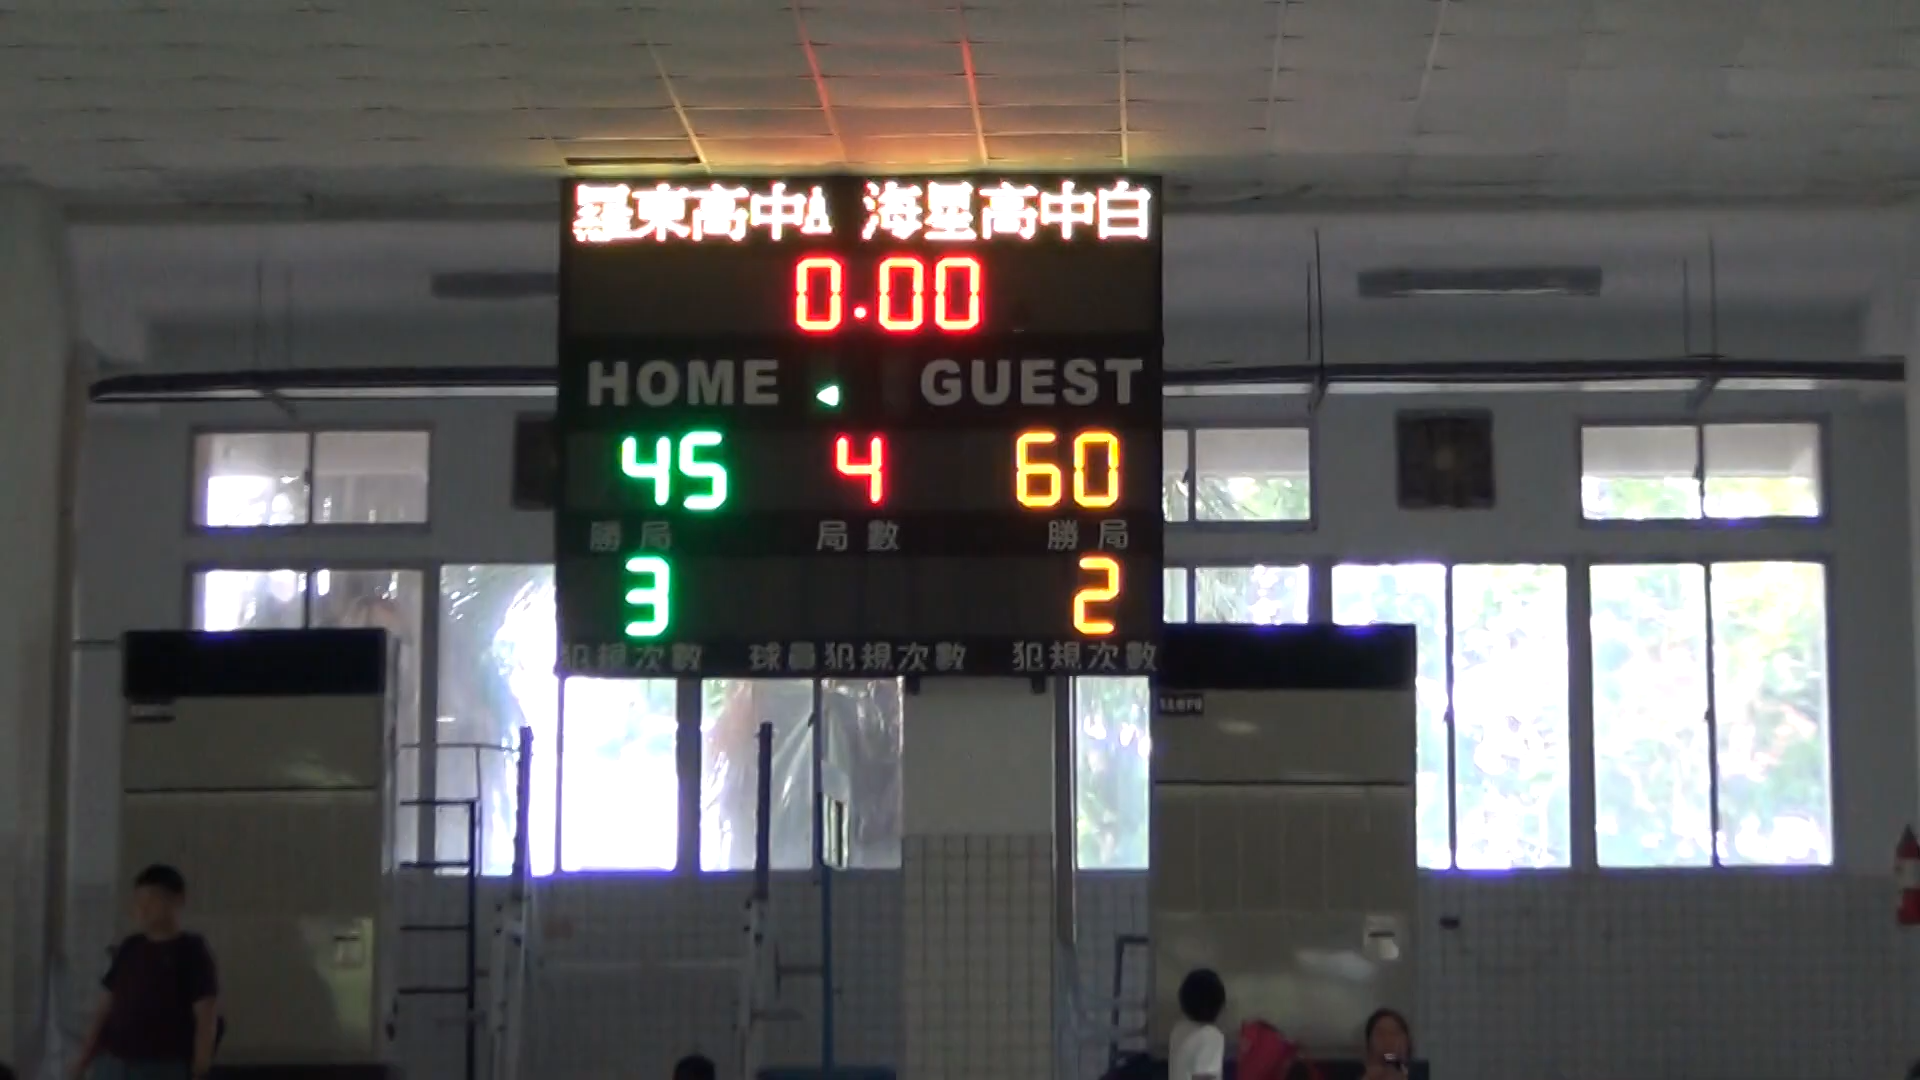 羅東高中A 海星高中白
0.00
HOME GUEST
45 4 60
勝局 局數 勝局
3 2
犯規次數 球員犯規次數 犯規次數